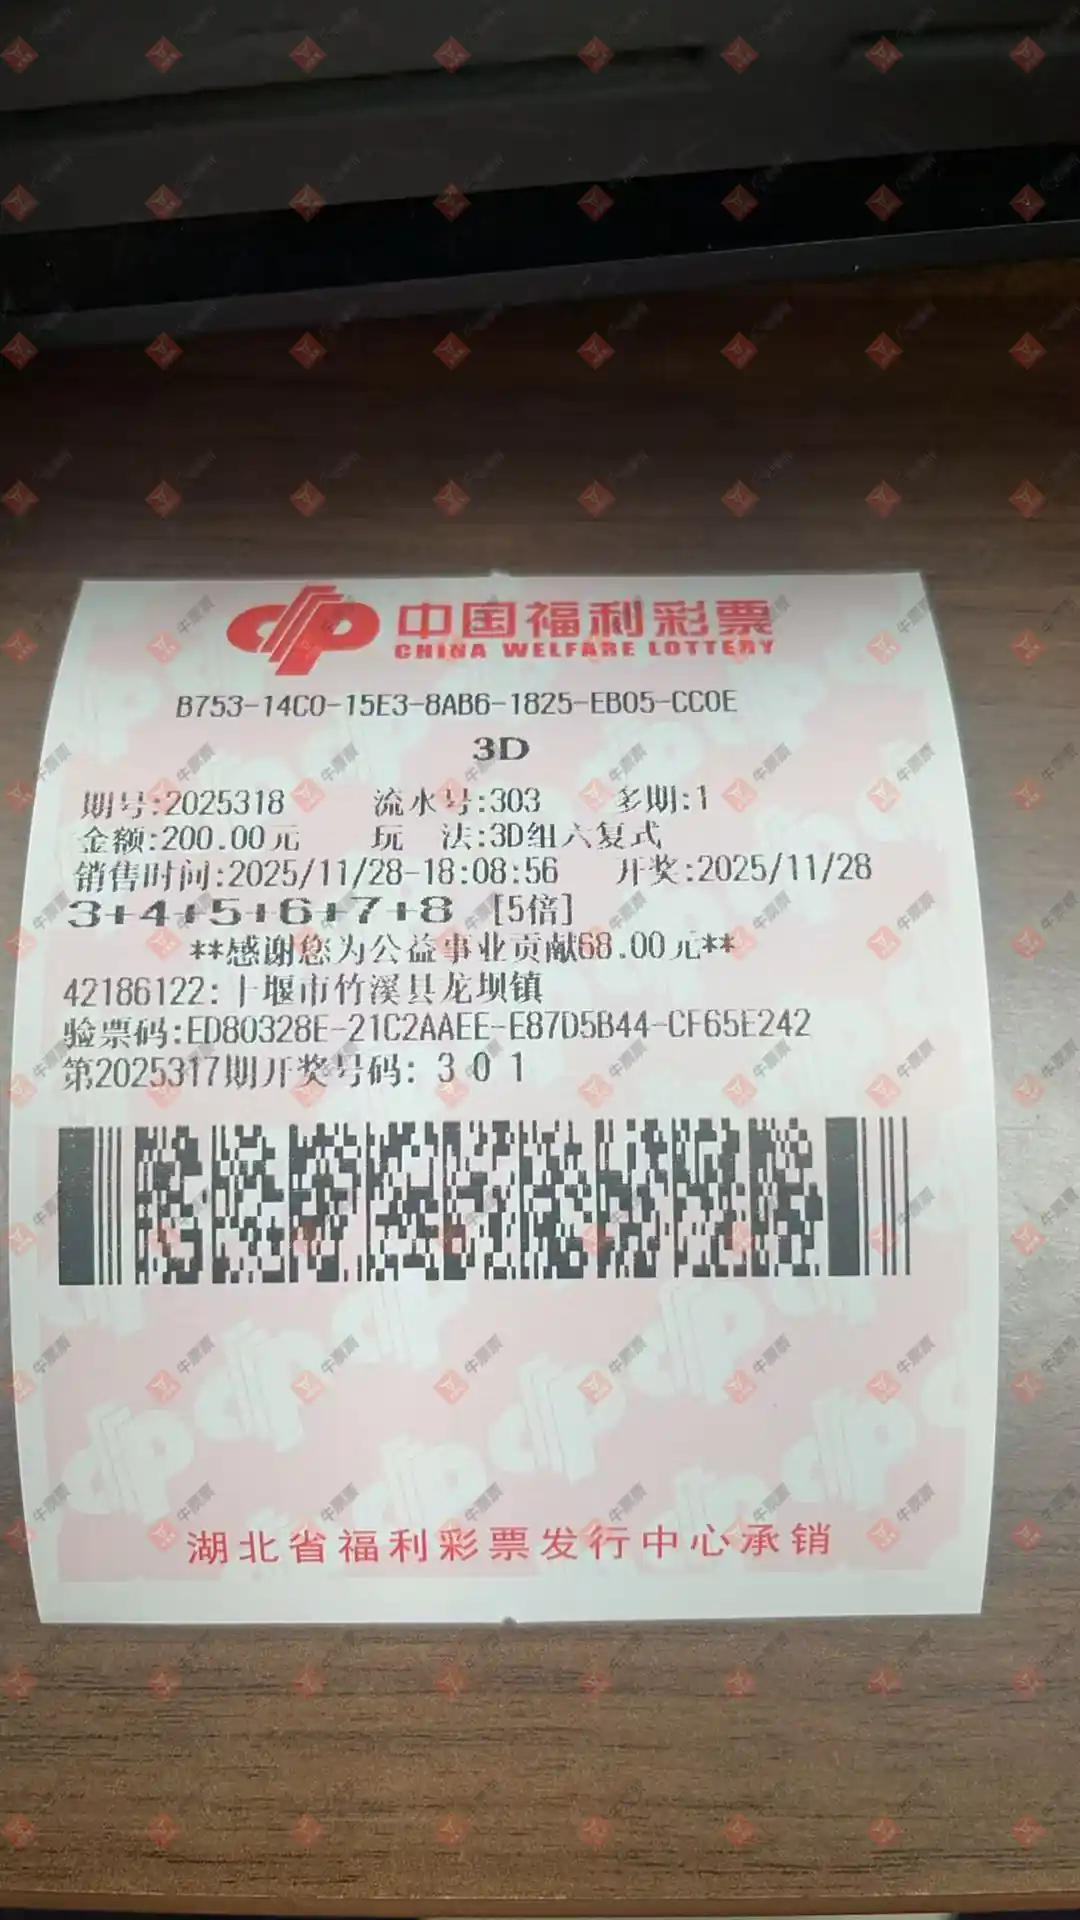 中国福利彩票
CHINA WELFARE LOTTERY
B753-14C0-15E3-8AB6-1825-EB05-CC0E
3D
期号:2025318 流水号:303 多期:1
金额:200.00元 玩 法:3D组六复式
销售时间:2025/11/28-18:08:56 开奖:2025/11/28
3+4+5+6+7+8 [5倍]
**感谢您为公益事业贡献68.00元**
42186122:十堰市竹溪县龙坝镇
验票码:ED80328E-21C2AAEE-E87D5B44-CF65E242
第2025317期开奖号码: 3 0 1
湖北省福利彩票发行中心承销
牛票票